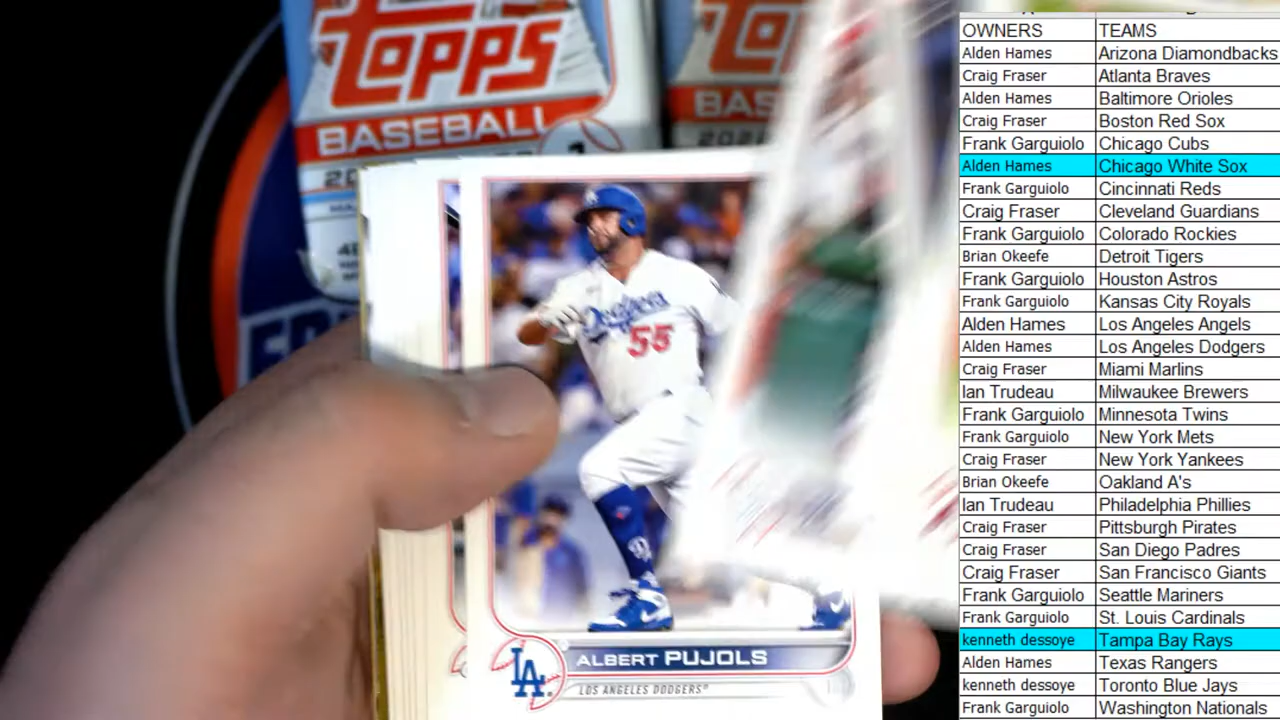 TOPPS
BASEBALL
BAS
Dodgers
55
LA
ALBERT PUJOLS
LOS ANGELES DODGERS
OWNERS TEAMS
Alden Hames Arizona Diamondbacks
Craig Fraser Atlanta Braves
Alden Hames Baltimore Orioles
Craig Fraser Boston Red Sox
Frank Garguiolo Chicago Cubs
Alden Hames Chicago White Sox
Frank Garguiolo Cincinnati Reds
Craig Fraser Cleveland Guardians
Frank Garguiolo Colorado Rockies
Brian Okeefe Detroit Tigers
Frank Garguiolo Houston Astros
Frank Garguiolo Kansas City Royals
Alden Hames Los Angeles Angels
Alden Hames Los Angeles Dodgers
Craig Fraser Miami Marlins
Ian Trudeau Milwaukee Brewers
Frank Garguiolo Minnesota Twins
Frank Garguiolo New York Mets
Craig Fraser New York Yankees
Brian Okeefe Oakland A's
Ian Trudeau Philadelphia Phillies
Craig Fraser Pittsburgh Pirates
Craig Fraser San Diego Padres
Craig Fraser San Francisco Giants
Frank Garguiolo Seattle Mariners
Frank Garguiolo St. Louis Cardinals
kenneth dessoye Tampa Bay Rays
Alden Hames Texas Rangers
kenneth dessoye Toronto Blue Jays
Frank Garguiolo Washington Nationals